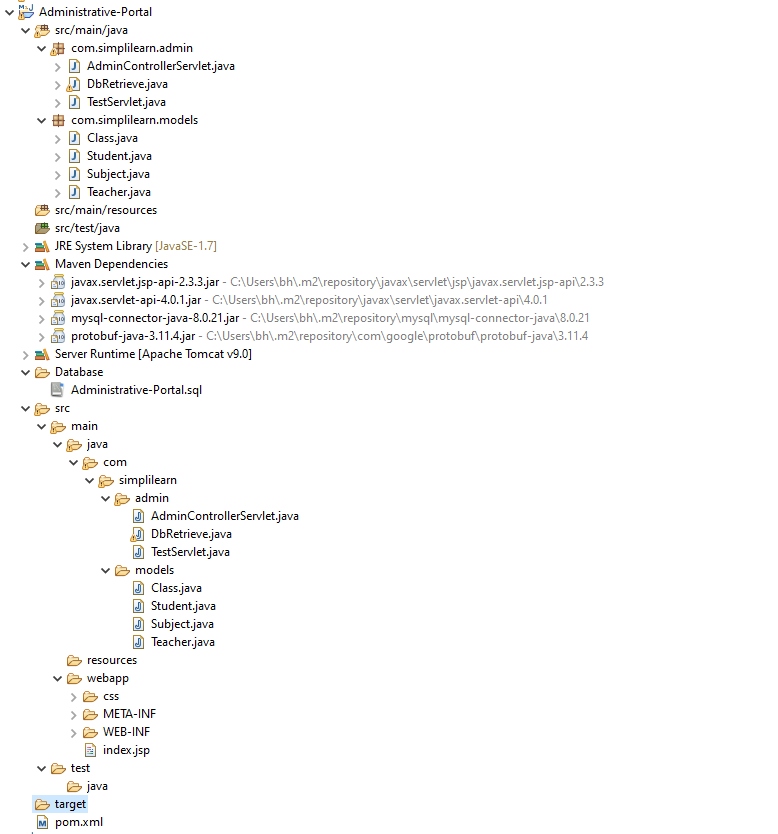 Administrative-Portal
src/main/java
com.simplilearn.admin
AdminControllerServlet.java
DbRetrieve.java
TestServlet.java
com.simplilearn.models
Class.java
Student.java
Subject.java
Teacher.java
src/main/resources
src/test/java
JRE System Library [JavaSE-1.7]
Maven Dependencies
javax.servlet.jsp-api-2.3.3.jar - C:\Users\bh\.m2\repository\javax\servlet\jsp\javax.servlet.jsp-api\2.3.3
javax.servlet-api-4.0.1.jar - C:\Users\bh\.m2\repository\javax\servlet\javax.servlet-api\4.0.1
mysql-connector-java-8.0.21.jar - C:\Users\bh\.m2\repository\mysql\mysql-connector-java\8.0.21
protobuf-java-3.11.4.jar - C:\Users\bh\.m2\repository\com\google\protobuf\protobuf-java\3.11.4
Server Runtime [Apache Tomcat v9.0]
Database
Administrative-Portal.sql
src
main
java
com
simplilearn
admin
AdminControllerServlet.java
DbRetrieve.java
TestServlet.java
models
Class.java
Student.java
Subject.java
Teacher.java
resources
webapp
css
META-INF
WEB-INF
index.jsp
test
java
target
pom.xml